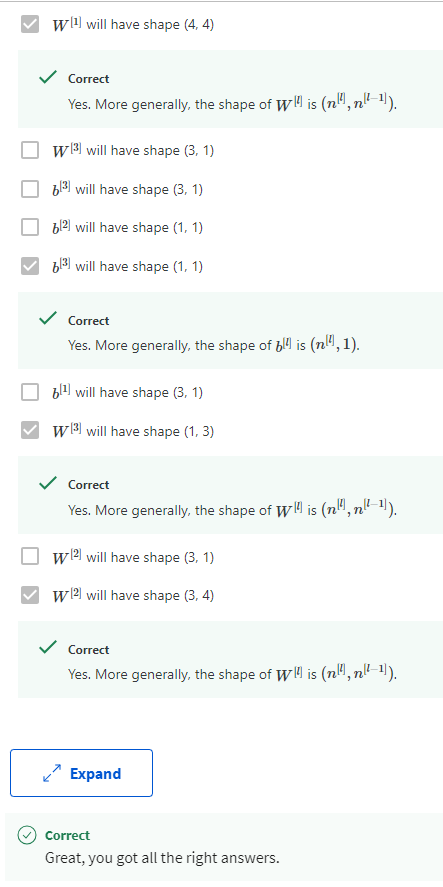 W^[1] will have shape (4, 4)
Correct
Yes. More generally, the shape of W^[l] is (n^[l], n^[l−1]).
W^[3] will have shape (3, 1)
b^[3] will have shape (3, 1)
b^[2] will have shape (1, 1)
b^[3] will have shape (1, 1)
Correct
Yes. More generally, the shape of b^[l] is (n^[l], 1).
b^[1] will have shape (3, 1)
W^[3] will have shape (1, 3)
Correct
Yes. More generally, the shape of W^[l] is (n^[l], n^[l−1]).
W^[2] will have shape (3, 1)
W^[2] will have shape (3, 4)
Correct
Yes. More generally, the shape of W^[l] is (n^[l], n^[l−1]).
Expand
Correct
Great, you got all the right answers.